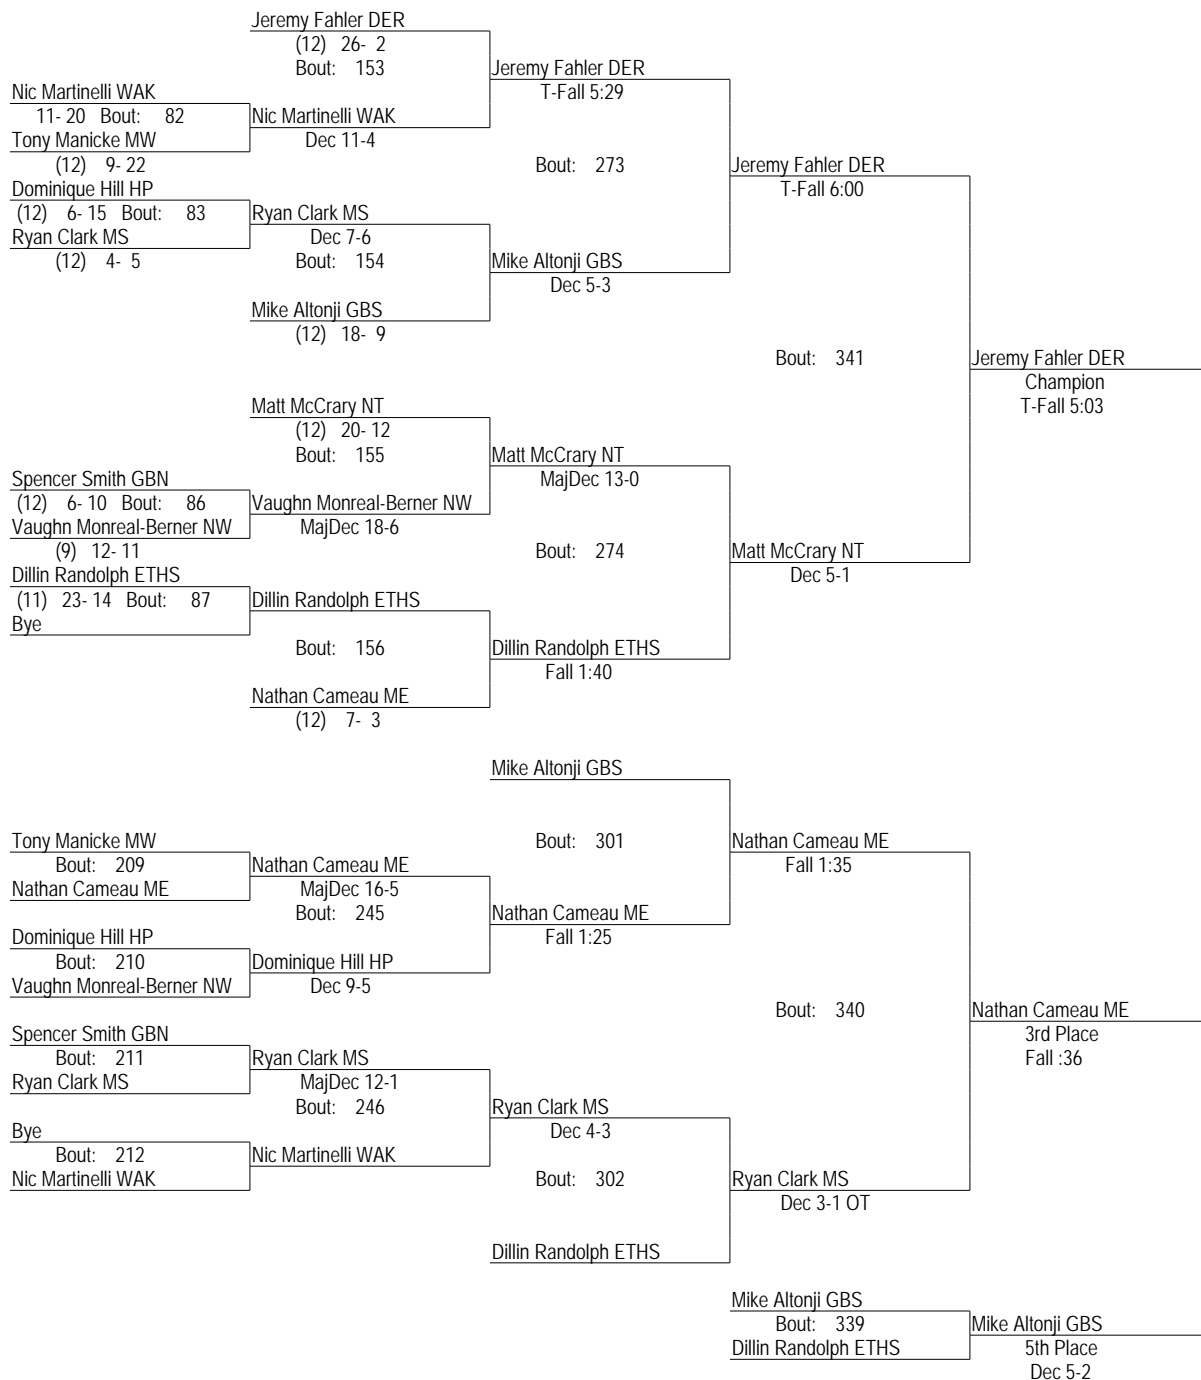 Jeremy Fahler DER
(12) 26- 2
Bout: 153
Jeremy Fahler DER
T-Fall 5:29
Nic Martinelli WAK
11- 20 Bout: 82
Nic Martinelli WAK
Dec 11-4
Tony Manicke MW
(12) 9- 22
Bout: 273
Jeremy Fahler DER
T-Fall 6:00
Dominique Hill HP
(12) 6- 15 Bout: 83
Ryan Clark MS
Dec 7-6
Ryan Clark MS
(12) 4- 5
Bout: 154
Mike Altonji GBS
Dec 5-3
Mike Altonji GBS
(12) 18- 9
Bout: 341
Jeremy Fahler DER
Champion
T-Fall 5:03
Matt McCrary NT
(12) 20- 12
Bout: 155
Matt McCrary NT
MajDec 13-0
Spencer Smith GBN
(12) 6- 10 Bout: 86
Vaughn Monreal-Berner NW
MajDec 18-6
Vaughn Monreal-Berner NW
(9) 12- 11
Bout: 274
Matt McCrary NT
Dec 5-1
Dillin Randolph ETHS
(11) 23- 14 Bout: 87
Dillin Randolph ETHS
Bye
Bout: 156
Dillin Randolph ETHS
Fall 1:40
Nathan Cameau ME
(12) 7- 3
Mike Altonji GBS
Bout: 301
Nathan Cameau ME
Fall 1:35
Tony Manicke MW
Bout: 209
Nathan Cameau ME
Nathan Cameau ME
MajDec 16-5
Bout: 245
Nathan Cameau ME
Fall 1:25
Dominique Hill HP
Bout: 210
Vaughn Monreal-Berner NW
Dominique Hill HP
Dec 9-5
Bout: 340
Nathan Cameau ME
3rd Place
Fall :36
Spencer Smith GBN
Bout: 211
Ryan Clark MS
Ryan Clark MS
MajDec 12-1
Bout: 246
Ryan Clark MS
Dec 4-3
Bye
Bout: 212
Nic Martinelli WAK
Nic Martinelli WAK
Bout: 302
Ryan Clark MS
Dec 3-1 OT
Dillin Randolph ETHS
Mike Altonji GBS
Bout: 339
Dillin Randolph ETHS
Mike Altonji GBS
5th Place
Dec 5-2